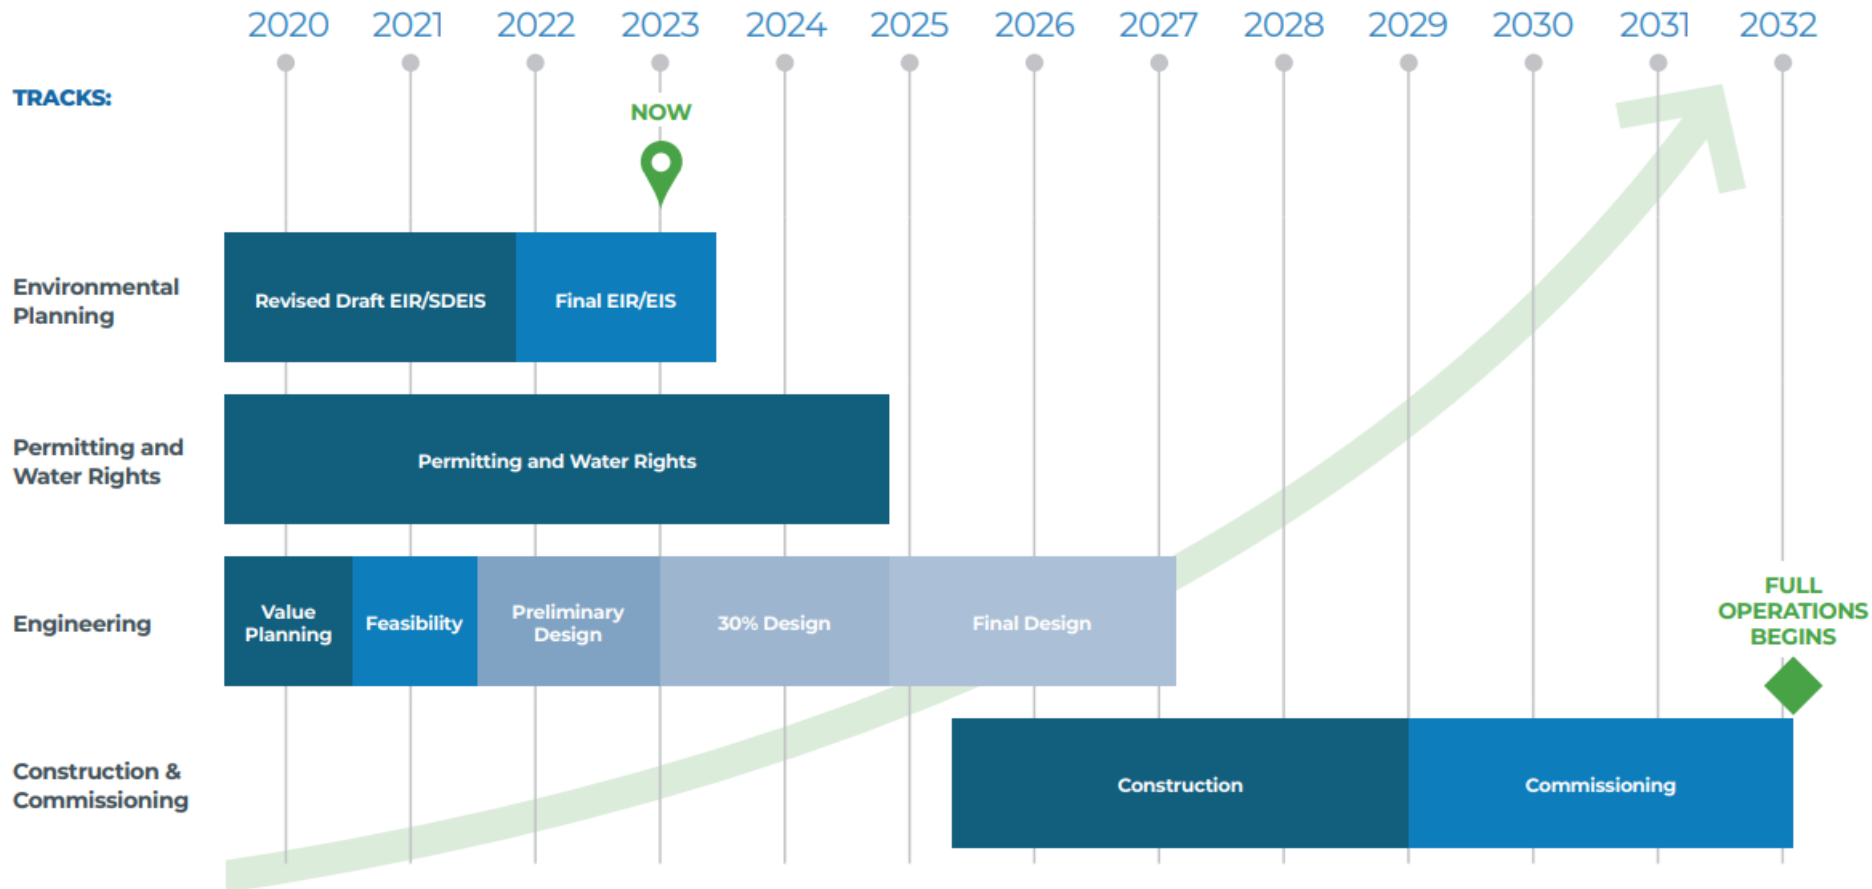 2020 2021 2022 2023 2024 2025 2026 2027 2028 2029 2030 2031 2032
TRACKS:
NOW
Environmental
Planning
Revised Draft EIR/SDEIS
Final EIR/EIS
Permitting and
Water Rights
Permitting and Water Rights
Engineering
Value
Planning
Feasibility
Preliminary
Design
30% Design
Final Design
FULL
OPERATIONS
BEGINS
Construction &
Commissioning
Construction
Commissioning